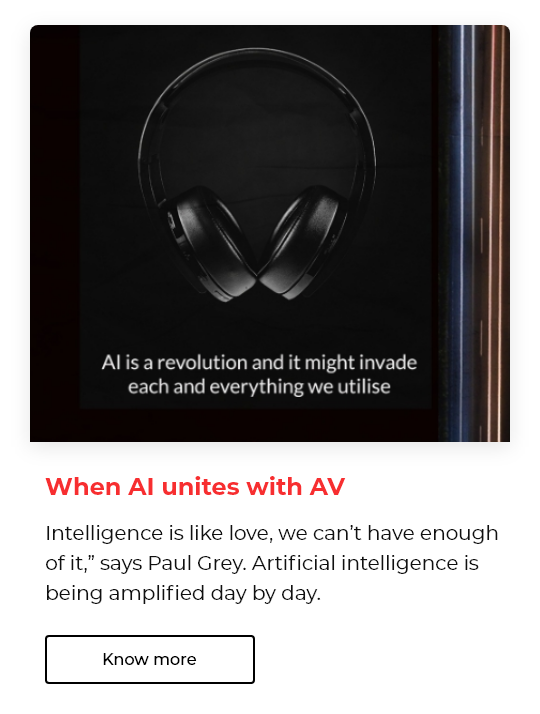 AI is a revolution and it might invade
each and everything we utilise
When AI unites with AV
Intelligence is like love, we can’t have enough
of it,” says Paul Grey. Artificial intelligence is
being amplified day by day.
Know more